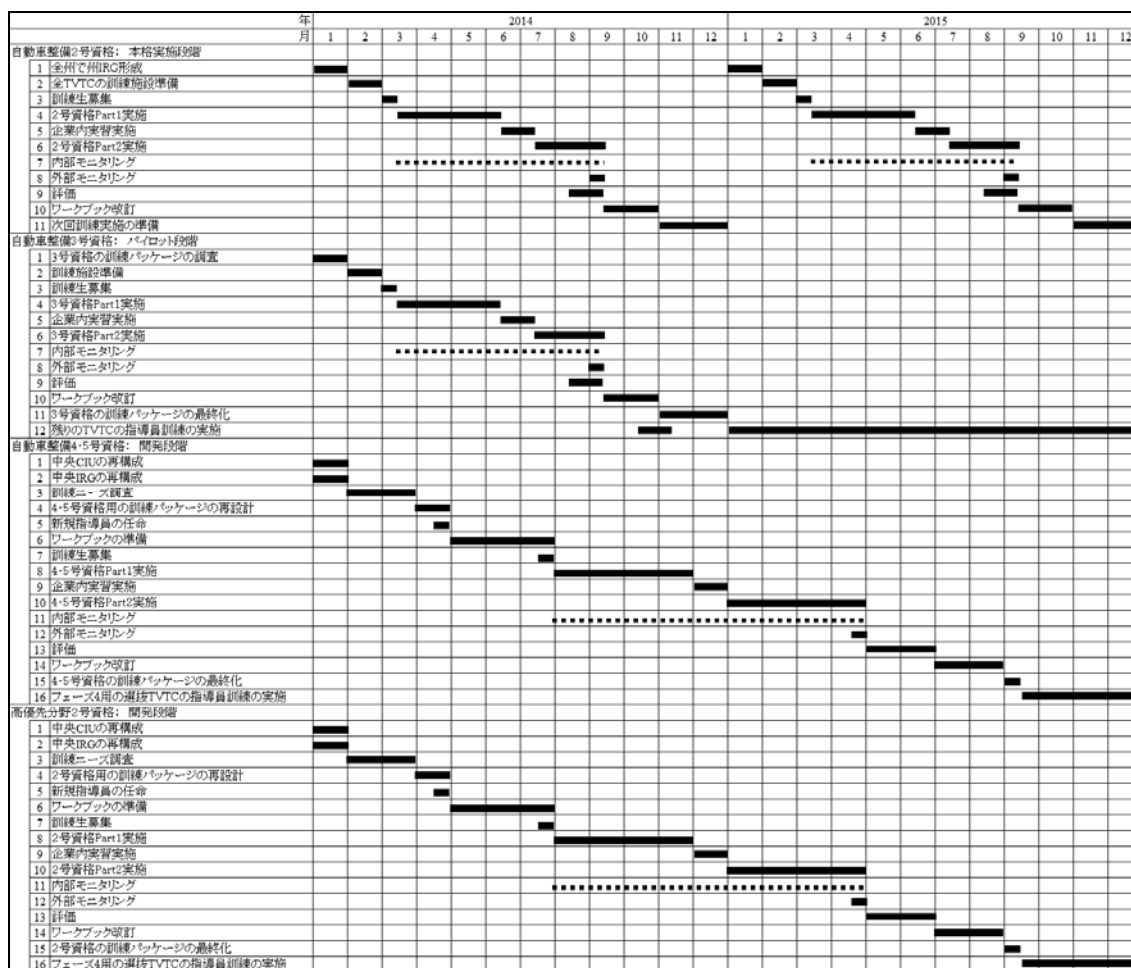 年 2014 2015
月 1 2 3 4 5 6 7 8 9 10 11 12 1 2 3 4 5 6 7 8 9 10 11 12
自動車整備2号資格: 本格実施段階
1 全州で州IRG形成
2 全TVTCの訓練施設準備
3 訓練生募集
4 2号資格Part1実施
5 企業内実習実施
6 2号資格Part2実施
7 内部モニタリング
8 外部モニタリング
9 評価
10 ワークブック改訂
11 次回訓練実施の準備
自動車整備3号資格: パイロット段階
1 3号資格の訓練パッケージの調査
2 訓練施設準備
3 訓練生募集
4 3号資格Part1実施
5 企業内実習実施
6 3号資格Part2実施
7 内部モニタリング
8 外部モニタリング
9 評価
10 ワークブック改訂
11 3号資格の訓練パッケージの最終化
12 残りのTVTCの指導員訓練の実施
自動車整備4・5号資格: 開発段階
1 中央CIUの再構成
2 中央IRGの再構成
3 訓練ニーズ調査
4 4・5号資格用の訓練パッケージの再設計
5 新規指導員の任命
6 ワークブックの準備
7 訓練生募集
8 4・5号資格Part1実施
9 企業内実習実施
10 4・5号資格Part2実施
11 内部モニタリング
12 外部モニタリング
13 評価
14 ワークブック改訂
15 4・5号資格の訓練パッケージの最終化
16 フェーズ4用の選抜TVTCの指導員訓練の実施
高優先分野2号資格: 開発段階
1 中央CIUの再構成
2 中央IRGの再構成
3 訓練ニーズ調査
4 2号資格用の訓練パッケージの再設計
5 新規指導員の任命
6 ワークブックの準備
7 訓練生募集
8 2号資格Part1実施
9 企業内実習実施
10 2号資格Part2実施
11 内部モニタリング
12 外部モニタリング
13 評価
14 ワークブック改訂
15 2号資格の訓練パッケージの最終化
16 フェーズ4用の選抜TVTCの指導員訓練の実施